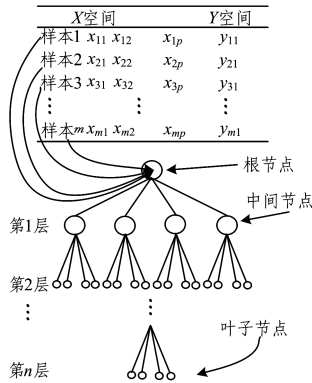 X空间 Y空间
样本1 x₁₁ x₁₂ x₁ₚ y₁₁
样本2 x₂₁ x₂₂ x₂ₚ y₂₁
样本3 x₃₁ x₃₂ x₃ₚ y₃₁
⋮ ⋮ ⋮
样本m xₘ₁ xₘ₂ xₘₚ yₘ₁
根节点
中间节点
第1层
第2层
⋮ ⋮
叶子节点
第n层